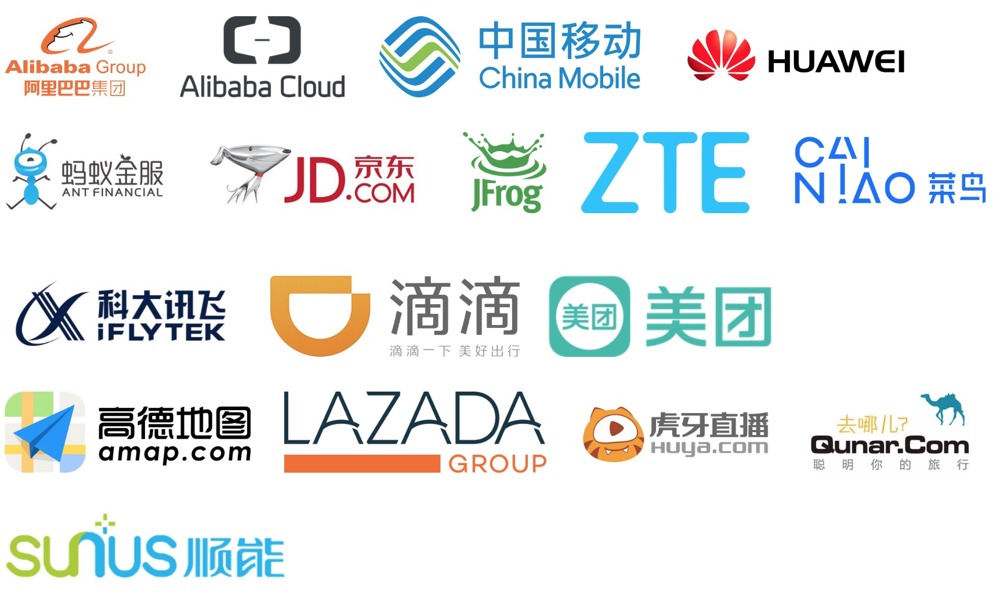 Alibaba Group
阿里巴巴集团
Alibaba Cloud
中国移动
China Mobile
HUAWEI
蚂蚁金服
ANT FINANCIAL
JD.COM
京东
JFrog
ZTE
CAI
NIAO 菜鸟
科大讯飞
iFLYTEK
滴滴
滴滴一下 美好出行
美团
美团
高德地图
amap.com
LAZADA
GROUP
虎牙直播
HUYA.COM
去哪儿?
Qunar.Com
聪明你的旅行
sunus 顺能